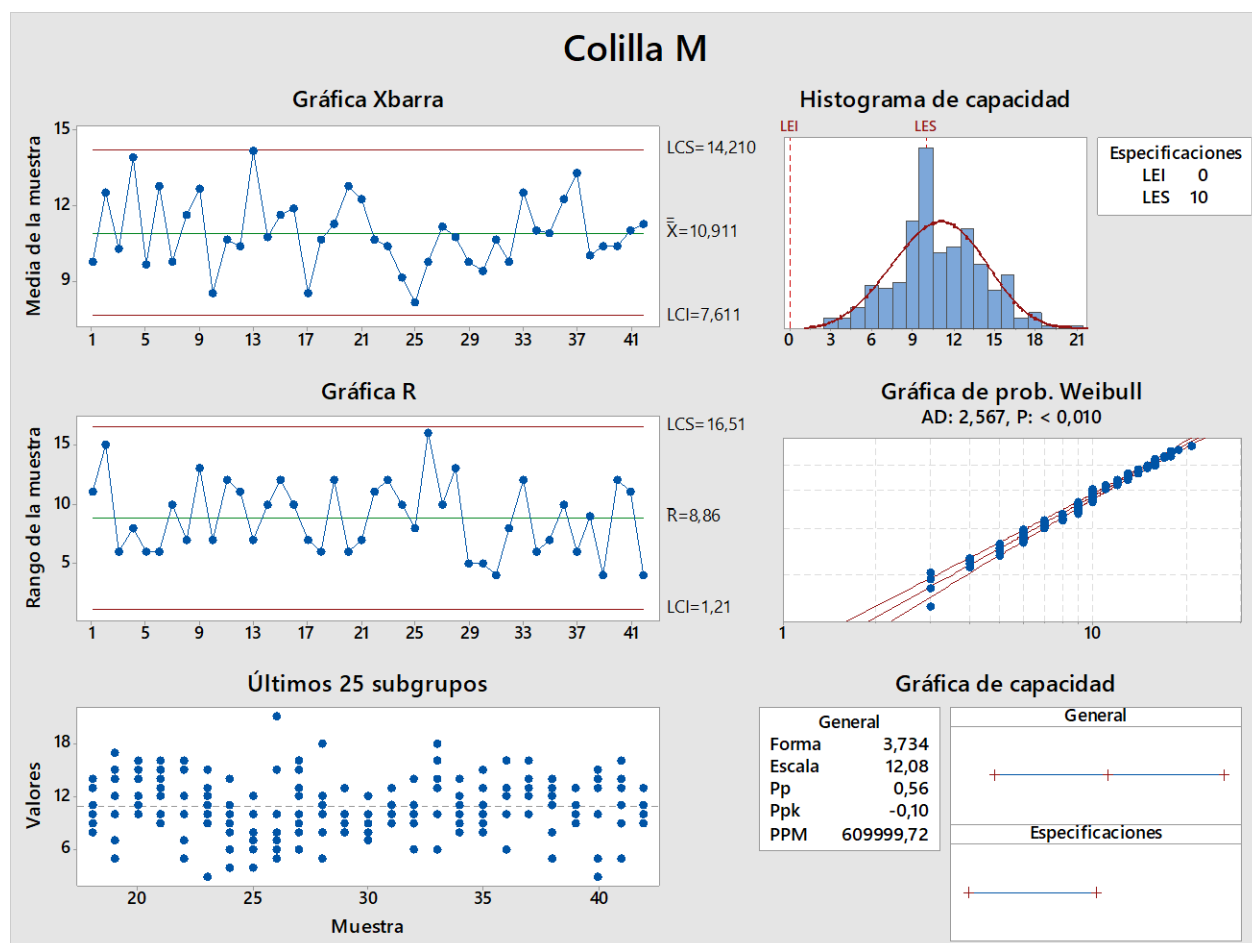 Colilla M
Gráfica Xbarra
Media de la muestra
15
12
9
1 5 9 13 17 21 25 29 33 37 41
LCS=14,210
X=10,911
LCI=7,611
Histograma de capacidad
LEI LES
0 3 6 9 12 15 18 21
Especificaciones
LEI 0
LES 10
Gráfica R
Rango de la muestra
15
10
5
1 5 9 13 17 21 25 29 33 37 41
LCS=16,51
R=8,86
LCI=1,21
Gráfica de prob. Weibull
AD: 2,567, P: < 0,010
1 10
Últimos 25 subgrupos
Valores
18
12
6
20 25 30 35 40
Muestra
Gráfica de capacidad
General
Forma 3,734
Escala 12,08
Pp 0,56
Ppk -0,10
PPM 609999,72
General
Especificaciones